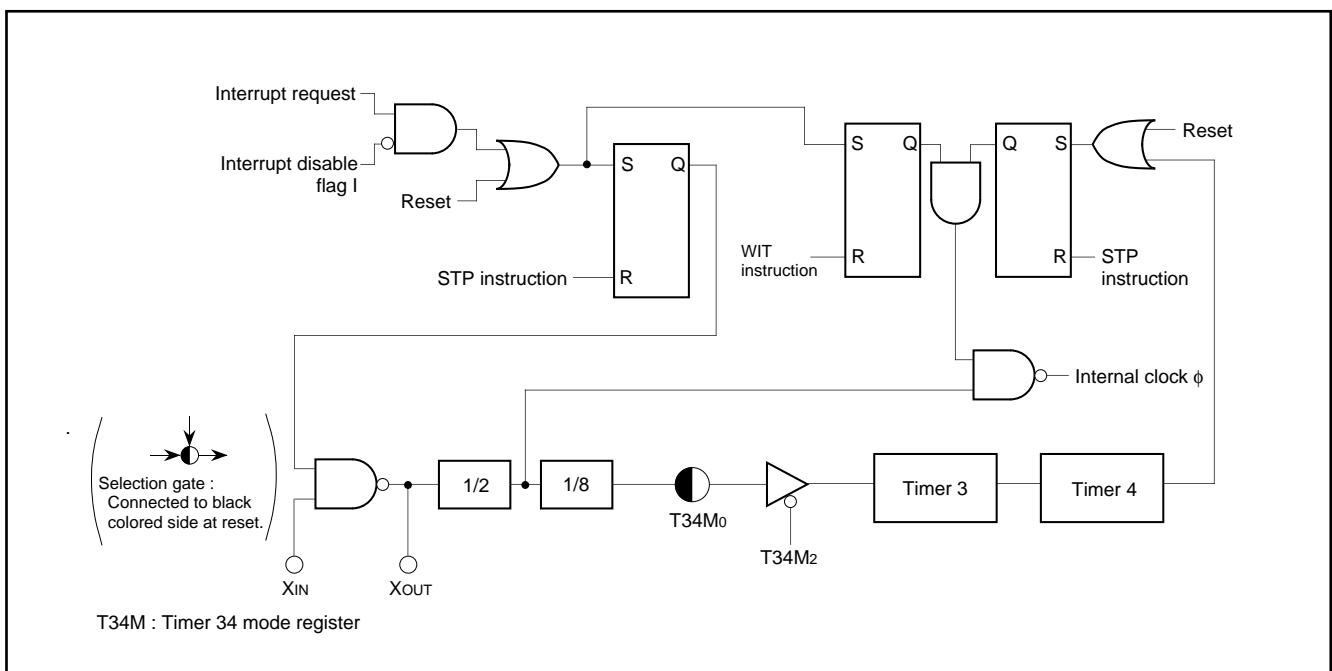 Interrupt request
Interrupt disable
flag I
Reset
S
Q
R
STP instruction
S
Q
R
WIT
instruction
Q
S
R
Reset
STP
instruction
Internal clock ϕ
Selection gate :
Connected to black
colored side at reset.
1/2
1/8
T34M0
T34M2
Timer 3
Timer 4
XIN
XOUT
T34M : Timer 34 mode register